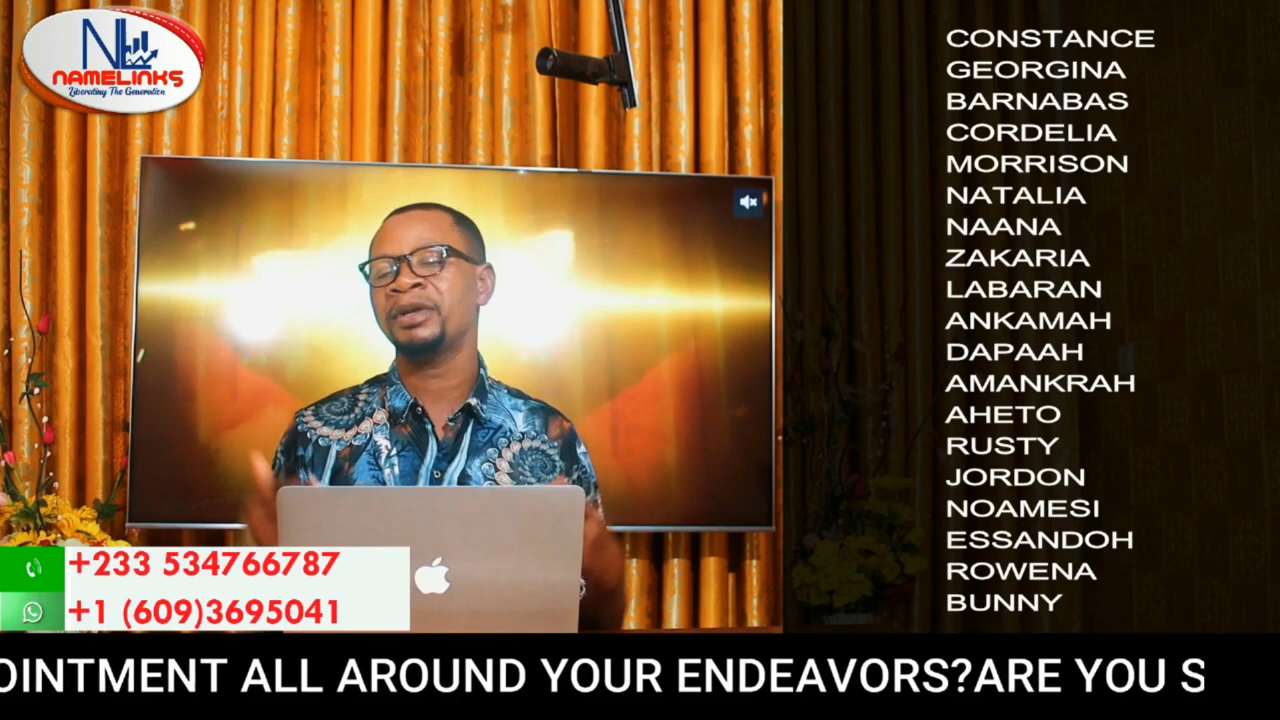 NL
NAMELINKS
Liberating The Generation
+233 534766787
+1 (609)3695041
CONSTANCE
GEORGINA
BARNABAS
CORDELIA
MORRISON
NATALIA
NAANA
ZAKARIA
LABARAN
ANKAMAH
DAPAAH
AMANKRAH
AHETO
RUSTY
JORDON
NOAMESI
ESSANDOH
ROWENA
BUNNY
OINTMENT ALL AROUND YOUR ENDEAVORS?ARE YOU S